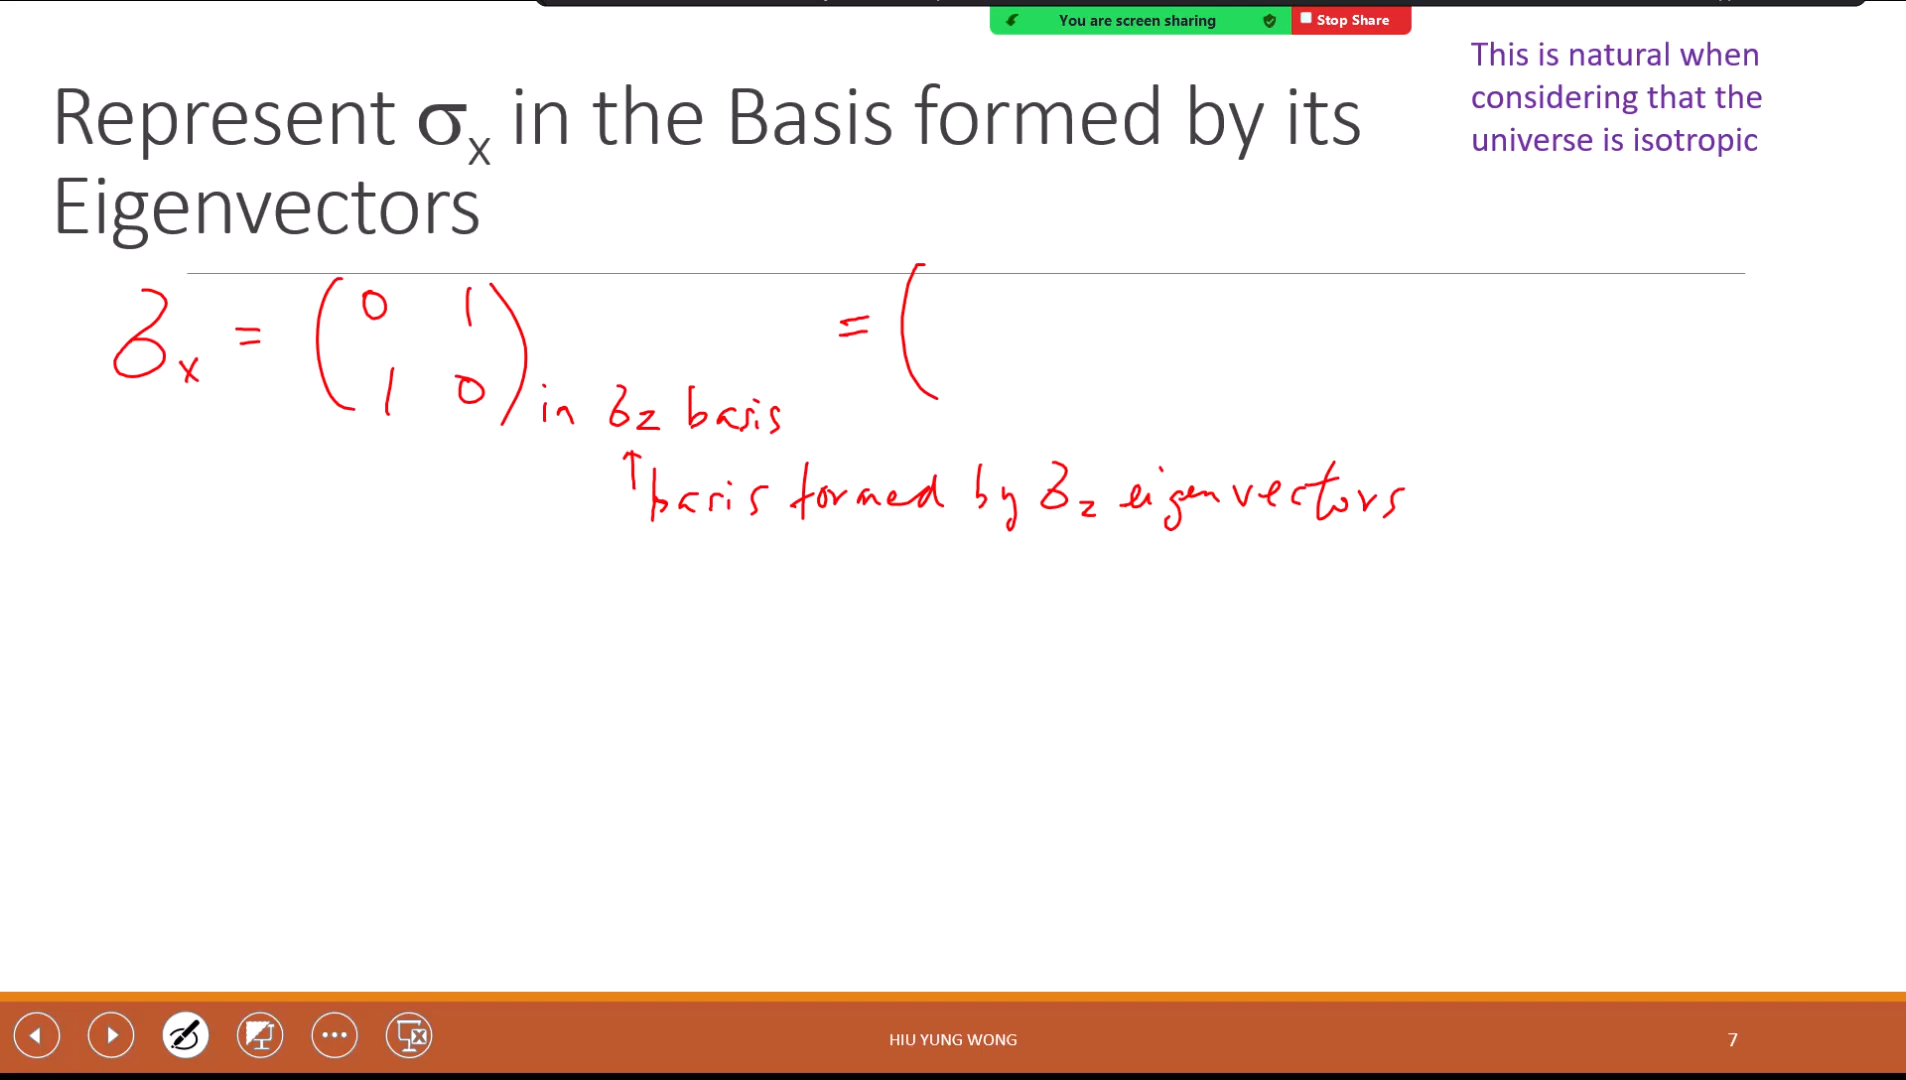 You are screen sharing Stop Share
This is natural when
considering that the
universe is isotropic
Represent σx in the Basis formed by its
Eigenvectors
σx = (0 1
1 0) in σz basis = (
↑ basis formed by σz eigenvectors
HIU YUNG WONG
7